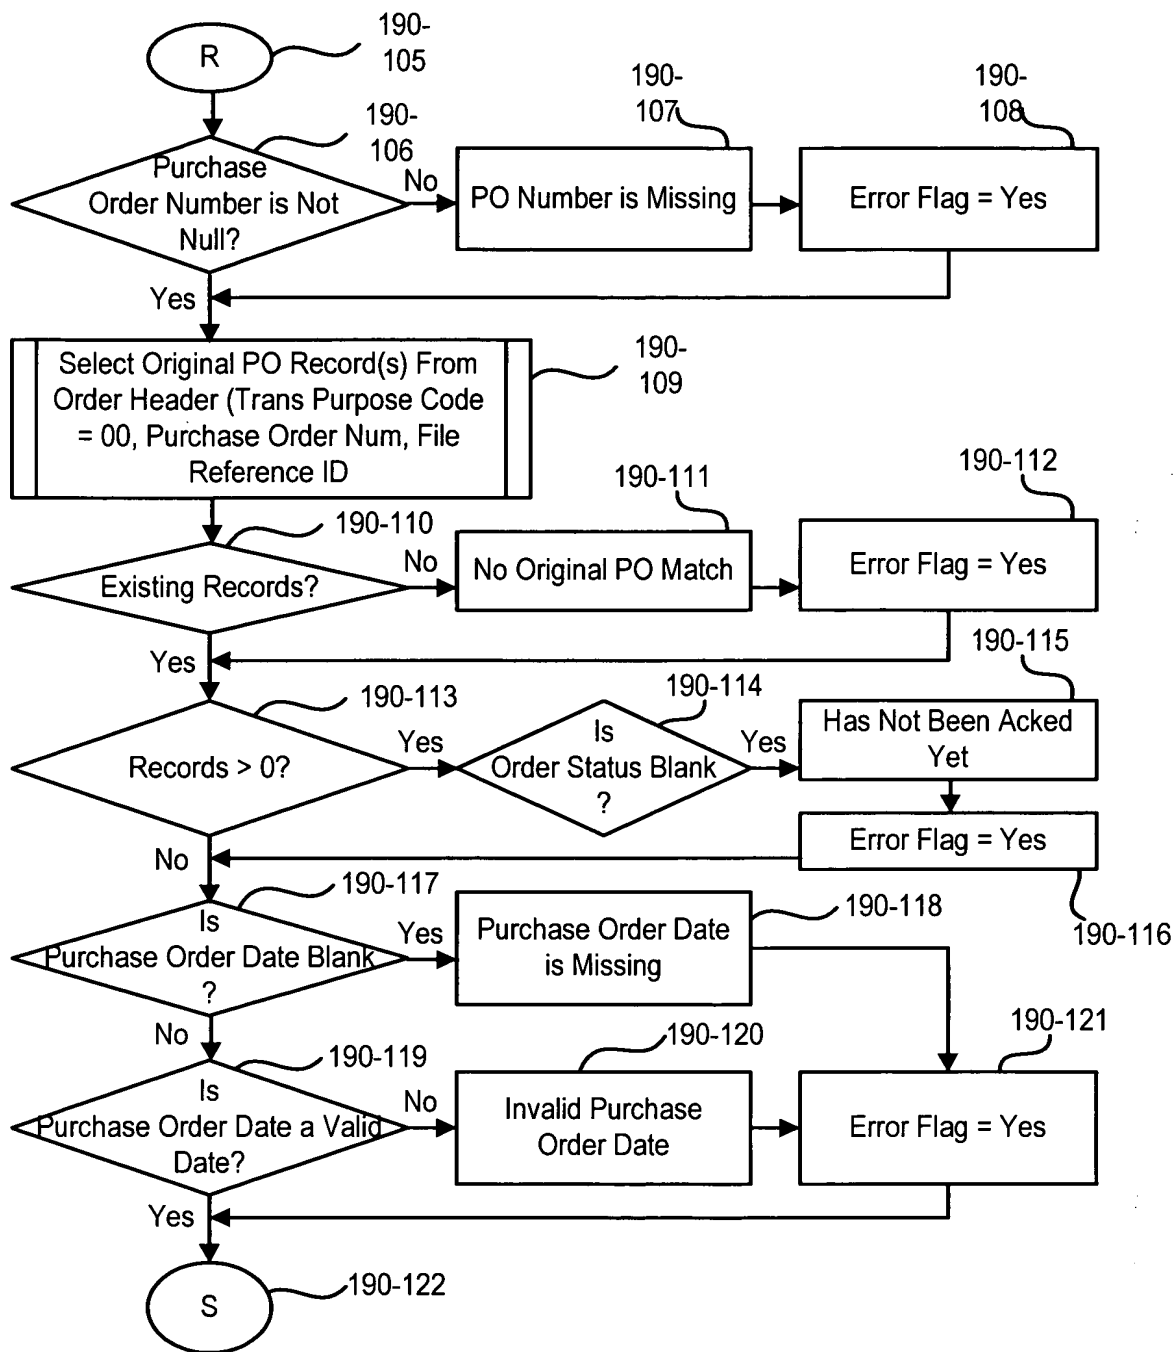 R
190-
105
190-
106
Purchase
Order Number is Not
Null?
No
190-
107
PO Number is Missing
190-
108
Error Flag = Yes
Yes
Select Original PO Record(s) From
Order Header (Trans Purpose Code
= 00, Purchase Order Num, File
Reference ID
190-
109
190-110
Existing Records?
No
190-111
No Original PO Match
190-112
Error Flag = Yes
Yes
190-113
Records > 0?
Yes
190-114
Is
Order Status Blank
?
Yes
190-115
Has Not Been Acked
Yet
Error Flag = Yes
190-116
No
190-117
Is
Purchase Order Date Blank
?
Yes
Purchase Order Date
is Missing
190-118
No
190-119
Is
Purchase Order Date a Valid
Date?
No
190-120
Invalid Purchase
Order Date
190-121
Error Flag = Yes
Yes
S
190-122